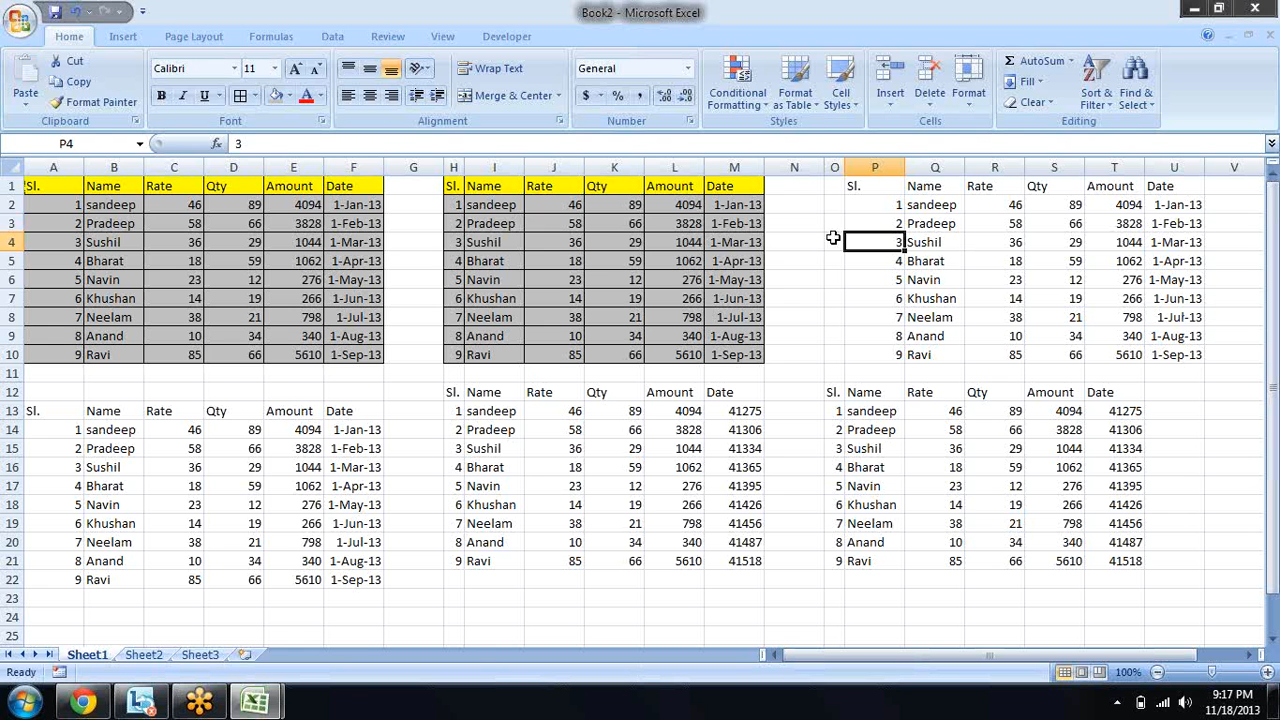 Book2 - Microsoft Excel
Home Insert Page Layout Formulas Data Review View Developer
Paste Cut Calibri 11 A A Wrap Text General Conditional Formatting Format as Table Cell Styles Insert Delete Format Σ AutoSum Sort & Filter Find & Select
Copy Fill
Format Painter B I U A Merge & Center $ % , .0 .00 .00 .0 Clear
Clipboard Font Alignment Number Styles Cells Editing
P4 fx 3
A B C D E F G H I J K L M N O P Q R S T U V
1 Sl. Name Rate Qty Amount Date Sl. Name Rate Qty Amount Date Sl. Name Rate Qty Amount Date
2 1 sandeep 46 89 4094 1-Jan-13 1 sandeep 46 89 4094 1-Jan-13 1 sandeep 46 89 4094 1-Jan-13
3 2 Pradeep 58 66 3828 1-Feb-13 2 Pradeep 58 66 3828 1-Feb-13 2 Pradeep 58 66 3828 1-Feb-13
4 3 Sushil 36 29 1044 1-Mar-13 3 Sushil 36 29 1044 1-Mar-13 3 Sushil 36 29 1044 1-Mar-13
5 4 Bharat 18 59 1062 1-Apr-13 4 Bharat 18 59 1062 1-Apr-13 4 Bharat 18 59 1062 1-Apr-13
6 5 Navin 23 12 276 1-May-13 5 Navin 23 12 276 1-May-13 5 Navin 23 12 276 1-May-13
7 6 Khushan 14 19 266 1-Jun-13 6 Khushan 14 19 266 1-Jun-13 6 Khushan 14 19 266 1-Jun-13
8 7 Neelam 38 21 798 1-Jul-13 7 Neelam 38 21 798 1-Jul-13 7 Neelam 38 21 798 1-Jul-13
9 8 Anand 10 34 340 1-Aug-13 8 Anand 10 34 340 1-Aug-13 8 Anand 10 34 340 1-Aug-13
10 9 Ravi 85 66 5610 1-Sep-13 9 Ravi 85 66 5610 1-Sep-13 9 Ravi 85 66 5610 1-Sep-13
11
12 Sl. Name Rate Qty Amount Date Sl. Name Rate Qty Amount Date
13 Sl. Name Rate Qty Amount Date 1 sandeep 46 89 4094 41275 1 sandeep 46 89 4094 41275
14 1 sandeep 46 89 4094 1-Jan-13 2 Pradeep 58 66 3828 41306 2 Pradeep 58 66 3828 41306
15 2 Pradeep 58 66 3828 1-Feb-13 3 Sushil 36 29 1044 41334 3 Sushil 36 29 1044 41334
16 3 Sushil 36 29 1044 1-Mar-13 4 Bharat 18 59 1062 41365 4 Bharat 18 59 1062 41365
17 4 Bharat 18 59 1062 1-Apr-13 5 Navin 23 12 276 41395 5 Navin 23 12 276 41395
18 5 Navin 23 12 276 1-May-13 6 Khushan 14 19 266 41426 6 Khushan 14 19 266 41426
19 6 Khushan 14 19 266 1-Jun-13 7 Neelam 38 21 798 41456 7 Neelam 38 21 798 41456
20 7 Neelam 38 21 798 1-Jul-13 8 Anand 10 34 340 41487 8 Anand 10 34 340 41487
21 8 Anand 10 34 340 1-Aug-13 9 Ravi 85 66 5610 41518 9 Ravi 85 66 5610 41518
22 9 Ravi 85 66 5610 1-Sep-13
23
24
25
Sheet1 Sheet2 Sheet3
Ready 100%
9:17 PM
11/18/2013